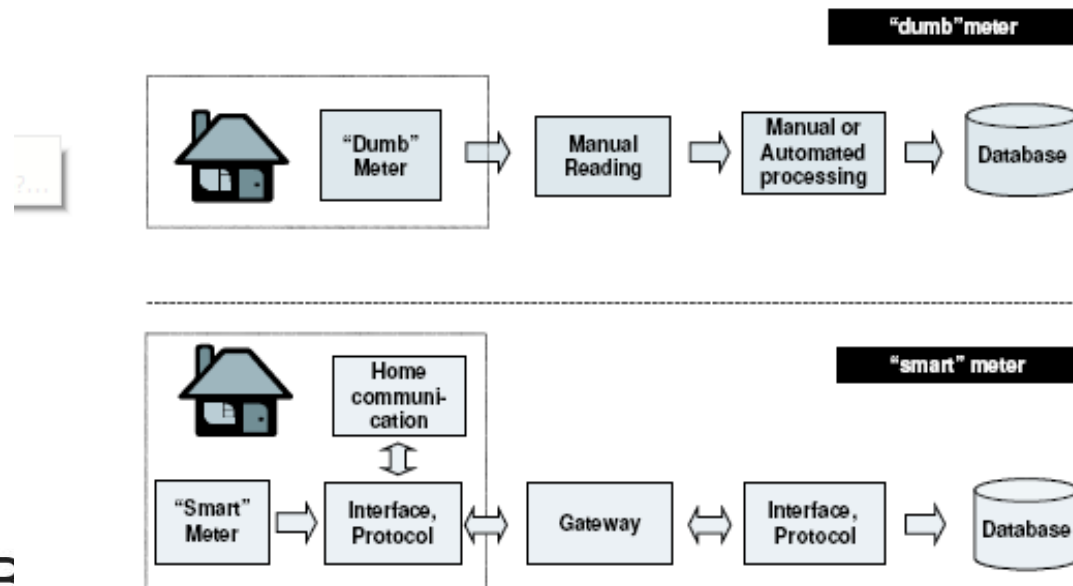 “dumb”meter
“Dumb”
Meter
Manual
Reading
Manual or
Automated
processing
Database
?...
“smart” meter
Home
communi-
cation
“Smart”
Meter
Interface,
Protocol
Gateway
Interface,
Protocol
Database